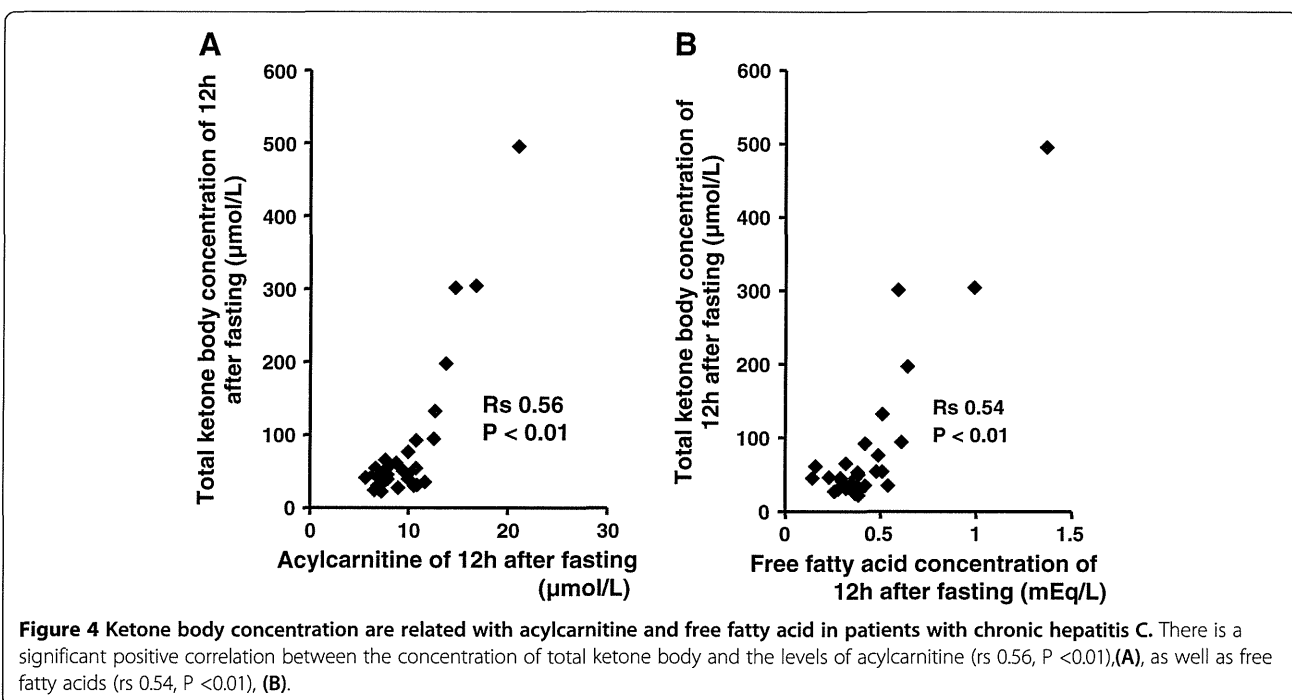 A
Total ketone body concentration of 12h
after fasting (µmol/L)
600
500
400
300
200
100
0
0 10 20 30
Rs 0.56
P < 0.01
Acylcarnitine of 12h after fasting
(µmol/L)
B
Total ketone body concentration of
12h after fasting (µmol/L)
600
500
400
300
200
100
0
0 0.5 1 1.5
Rs 0.54
P < 0.01
Free fatty acid concentration of
12h after fasting (mEq/L)
Figure 4 Ketone body concentration are related with acylcarnitine and free fatty acid in patients with chronic hepatitis C. There is a
significant positive correlation between the concentration of total ketone body and the levels of acylcarnitine (rs 0.56, P <0.01),(A), as well as free
fatty acids (rs 0.54, P <0.01), (B).